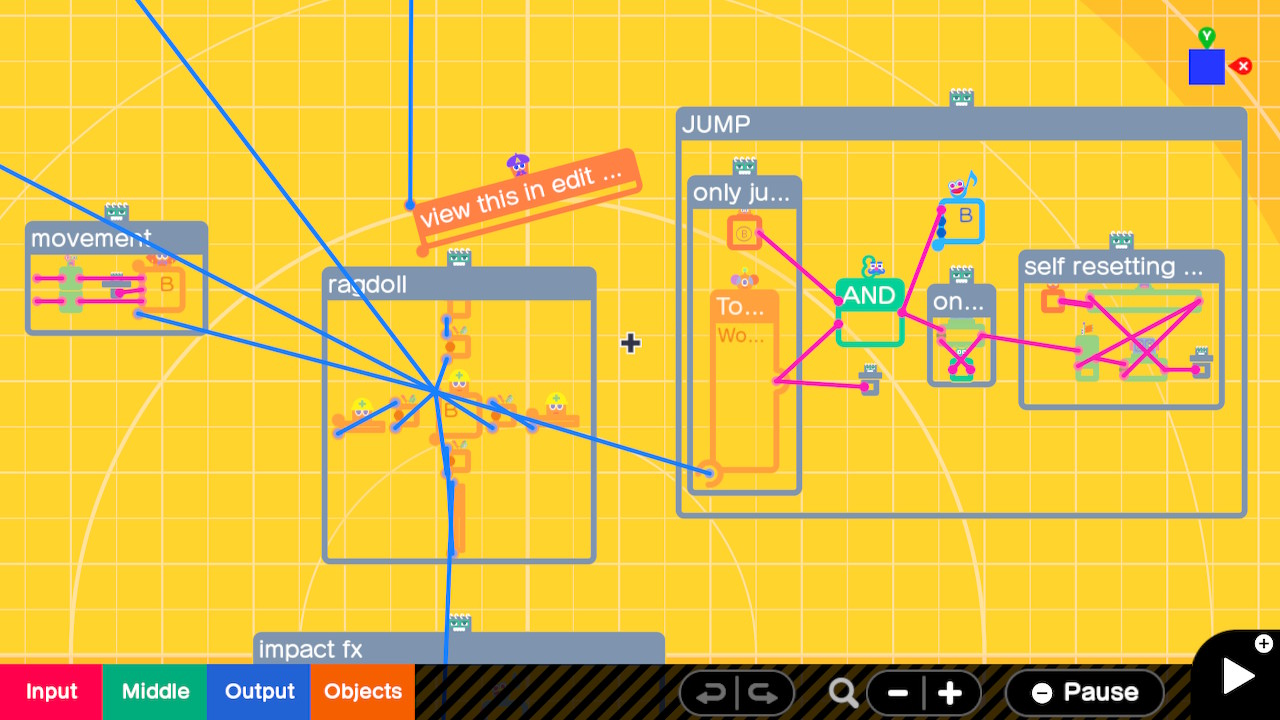 Y
JUMP
view this in edit ...
only ju...
B
B
movement
B
self resetting ...
ragdoll
AND
on...
To...
Wo...
B
impact fx
Input
Middle
Output
Objects
Pause